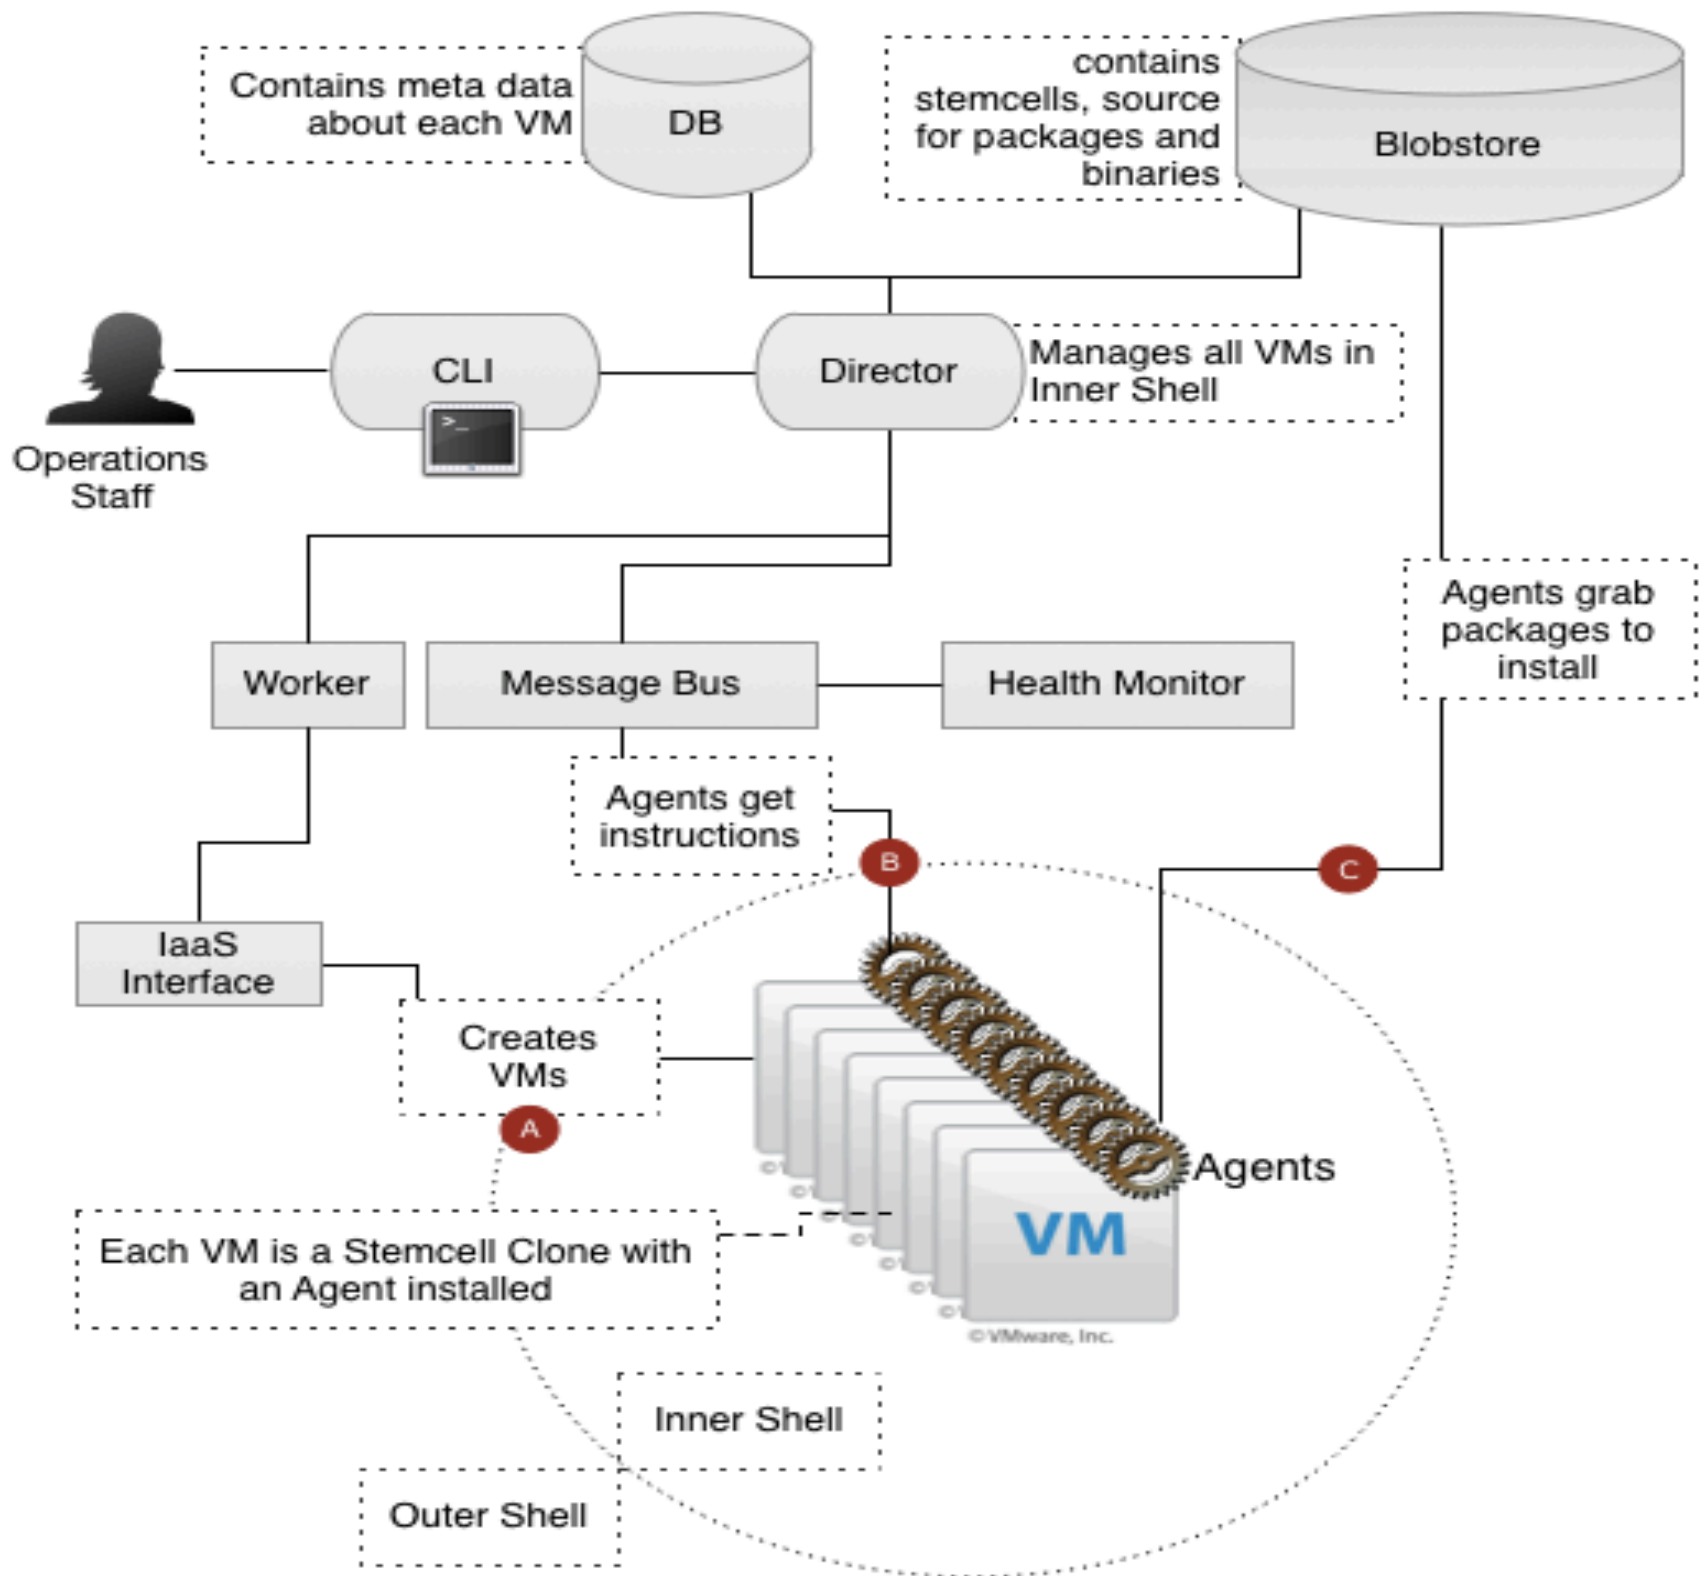 Contains meta data
about each VM
DB
contains
stemcells, source
for packages and
binaries
Blobstore
Operations
Staff
CLI
>_
Director
Manages all VMs in
Inner Shell
Worker
Message Bus
Health Monitor
Agents grab
packages to
install
Agents get
instructions
B
C
IaaS
Interface
Creates
VMs
A
Agents
VM
Each VM is a Stemcell Clone with
an Agent installed
©VMware, Inc.
Inner Shell
Outer Shell